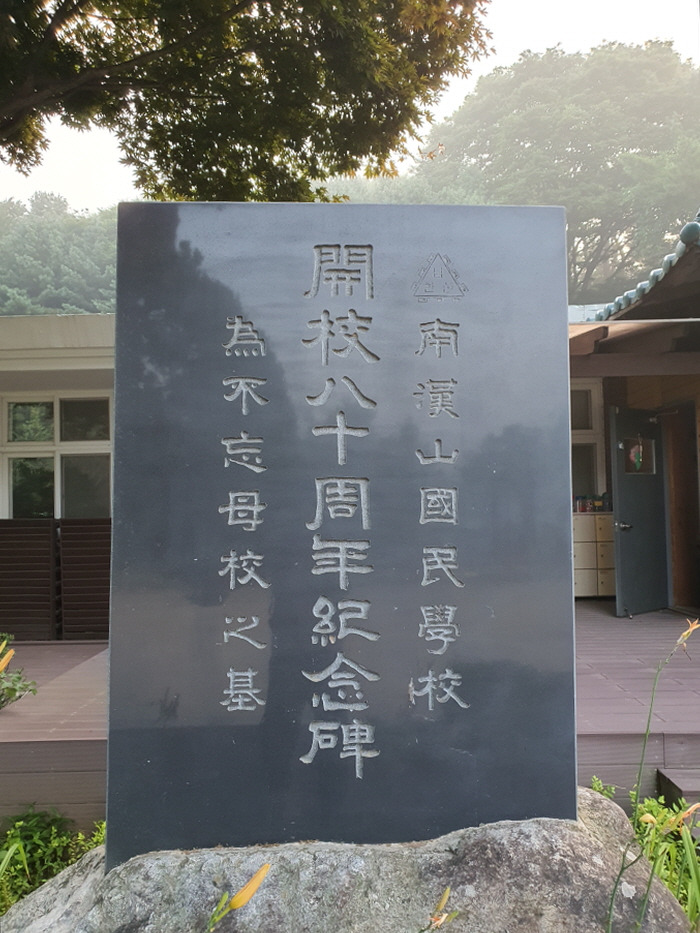 南漢山國民學校
開校八十周年紀念碑
為不忘母校之基